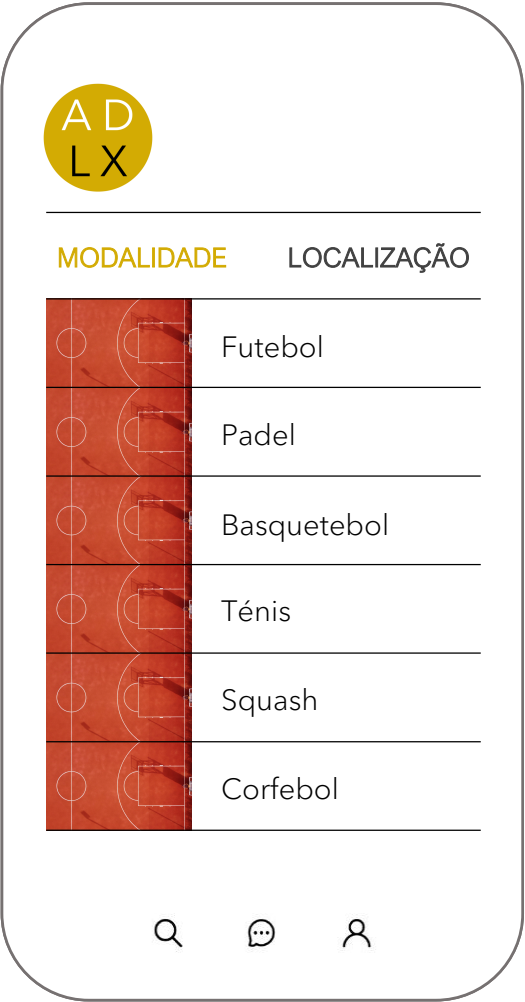 A D
L X
MODALIDADE LOCALIZAÇÃO
Futebol
Padel
Basquetebol
Ténis
Squash
Corfebol